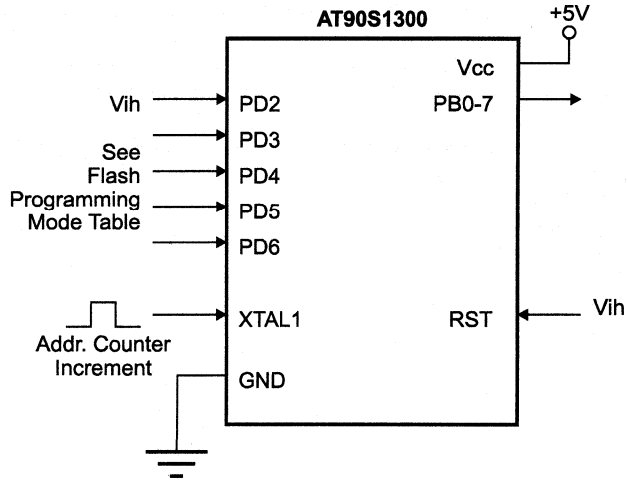 AT90S1300
+5V
Vcc
Vih
PD2
PB0-7
PD3
See
Flash
Programming
Mode Table
PD4
PD5
PD6
XTAL1
RST
Vih
Addr. Counter
Increment
GND